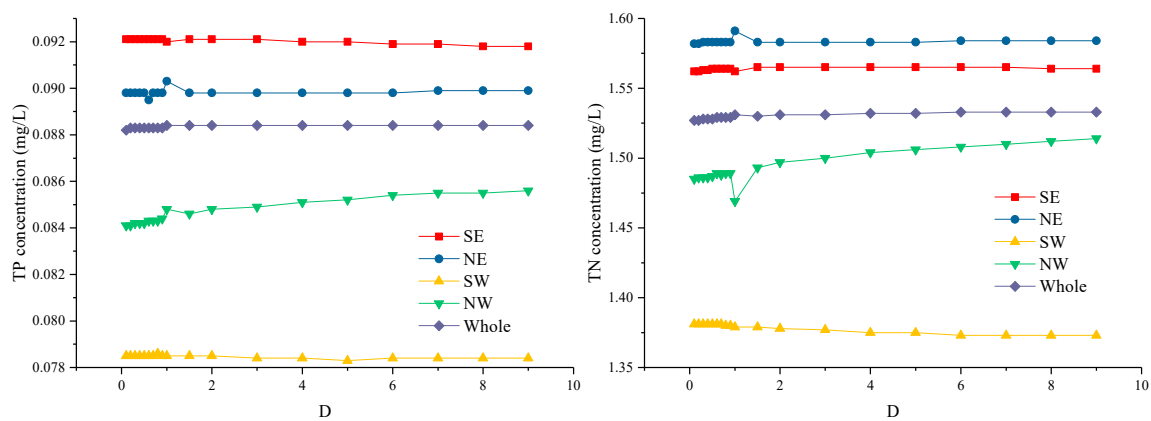 TP concentration (mg/L)
0.092
0.090
0.088
0.086
0.084
0.082
0.080
0.078
0
2
4
6
8
10
D
SE
NE
SW
NW
Whole
TN concentration (mg/L)
1.60
1.55
1.50
1.45
1.40
1.35
0
2
4
6
8
10
D
SE
NE
SW
NW
Whole